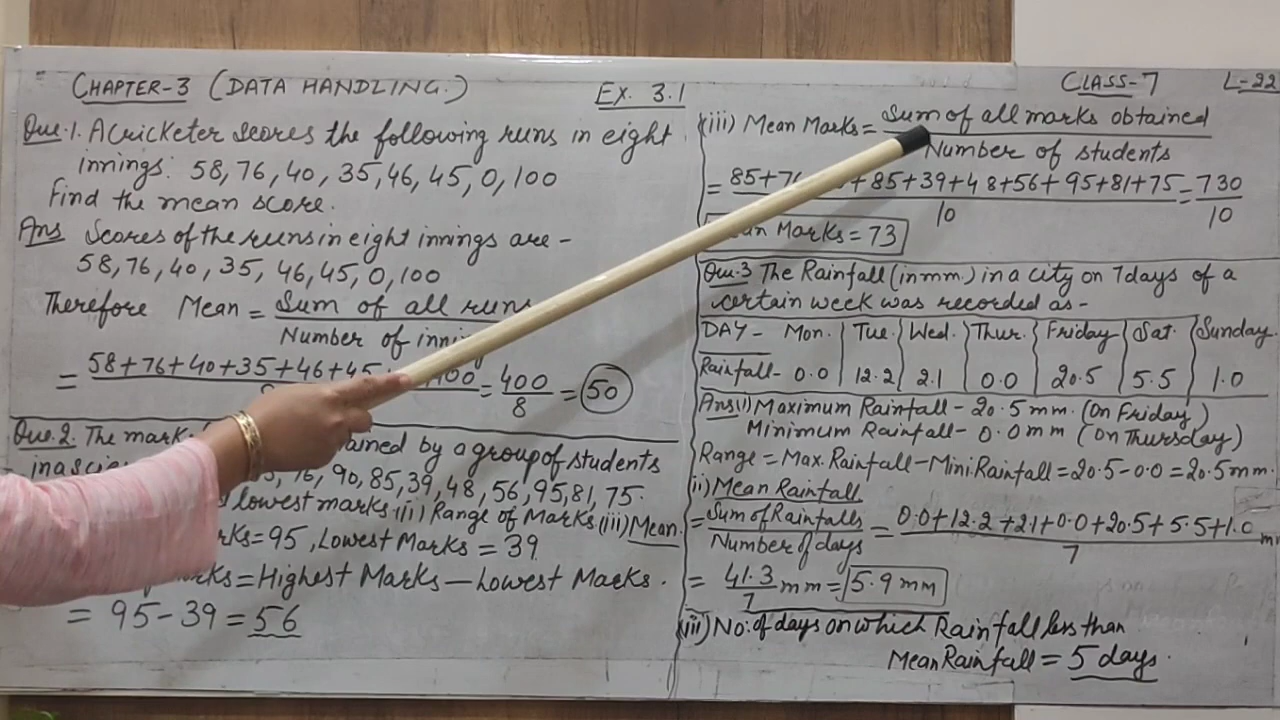 CHAPTER-3 (DATA HANDLING.)
EX. 3.1
Que.1. A Cricketer scores the following runs in eight
innings: 58, 76, 40, 35, 46, 45, 0, 100
Find the mean score.
Ans Scores of the runs in eight innings are -
58, 76, 40, 35, 46, 45, 0, 100
Therefore Mean = Sum of all runs
Number of
= 58+76+40+35+46+45 100 = 400 = 50
8
Que.2. The marks by a group of students
in a 76, 90, 85, 39, 48, 56, 95, 81, 75.
lowest marks (ii) Range of Marks (iii) Mean.
= 95, Lowest Marks = 39
= Highest Marks - Lowest Marks.
= 95-39 = 56
CLASS-7 L-22
(iii) Mean Marks = Sum of all marks obtained
Number of students
= 85+76 +85+39+48+56+95+81+75 = 730
10 10
Marks = 73
Que.3 The Rainfall (in mm.) in a city on 7 days of a
certain week was recorded as -
DAY - Mon. Tue. Wed. Thur. Friday Sat. Sunday.
Rainfall - 0.0 12.2 2.1 0.0 20.5 5.5 1.0
Ans (i) Maximum Rainfall - 20.5 mm. (On Friday)
Minimum Rainfall - 0.0 mm (On Thursday)
Range = Max. Rainfall - Mini. Rainfall = 20.5-0.0 = 20.5 mm.
(ii) Mean Rainfall
= Sum of Rainfalls = 0.0+12.2+2.1+0.0+20.5+5.5+1.0
Number of days 7
= 41.3 mm = 5.9 mm
7
(iii) No: of days on which Rainfall less than
Mean Rainfall = 5 days.